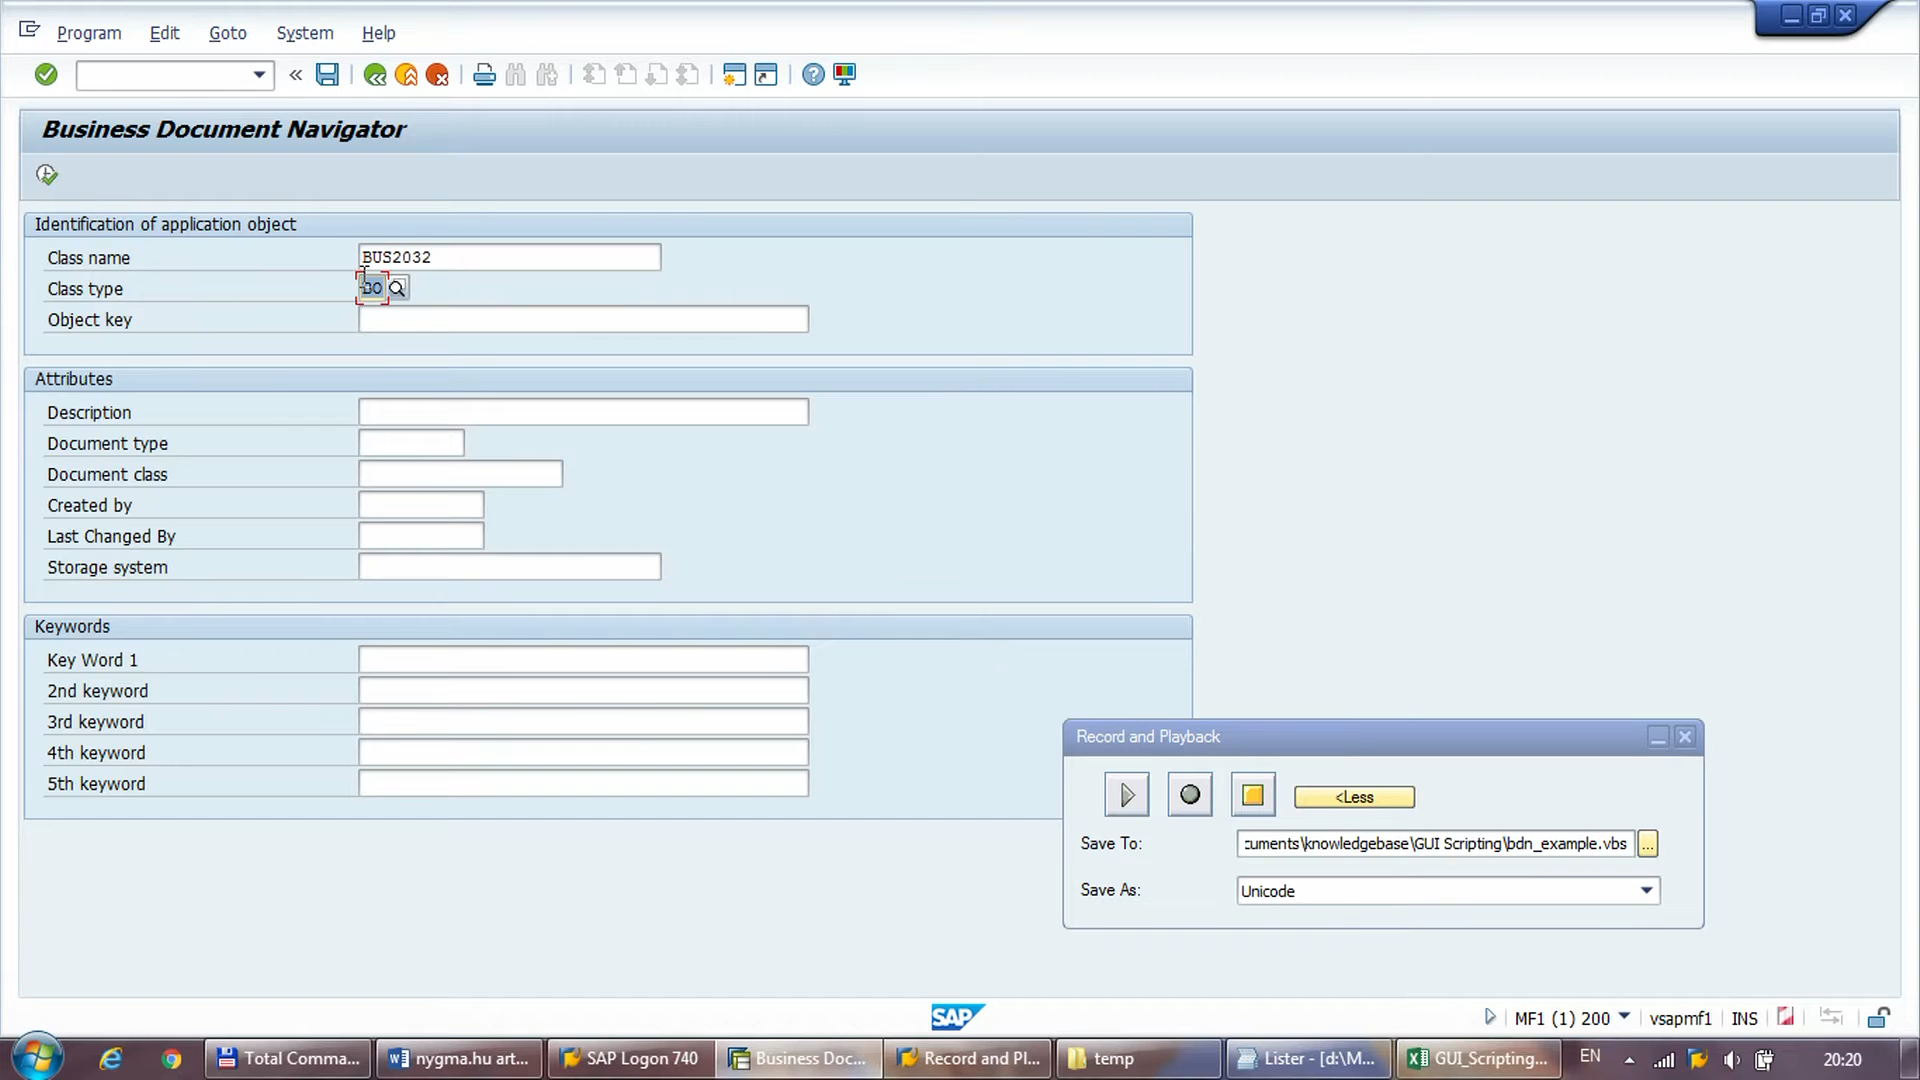 Program Edit Goto System Help
Business Document Navigator
Identification of application object
Class name BUS2032
Class type BO
Object key
Attributes
Description
Document type
Document class
Created by
Last Changed By
Storage system
Keywords
Key Word 1
2nd keyword
3rd keyword
4th keyword
5th keyword
Record and Playback
<Less
Save To: cuments\knowledgebase\GUI Scripting\bdn_example.vbs ...
Save As: Unicode
SAP MF1 (1) 200 vsapmf1 INS
Total Comma... nygma.hu art... SAP Logon 740 Business Doc... Record and Pl... temp Lister - [d:\M... GUI_Scripting... EN 20:20